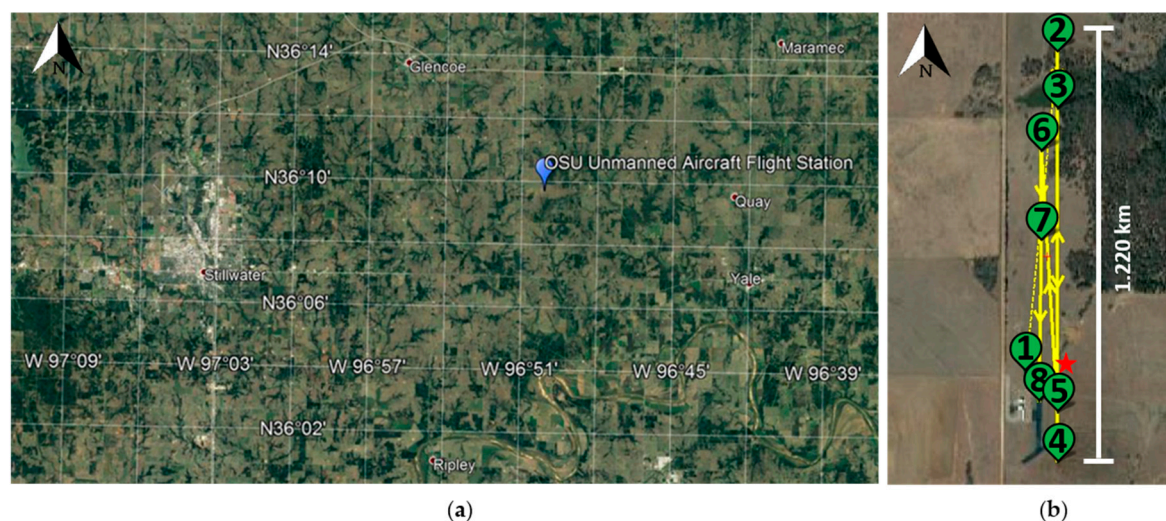 N
N36°14'
Glencoe
Maramec
OSU Unmanned Aircraft Flight Station
N36°10'
Quay
Stillwater
Yale
N36°06'
W 97°09'
W 97°03'
W 96°57'
W 96°51'
W 96°45'
W 96°39'
N36°02'
Ripley
(a)
N
2
3
6
7
1.220 km
1
8
5
4
(b)